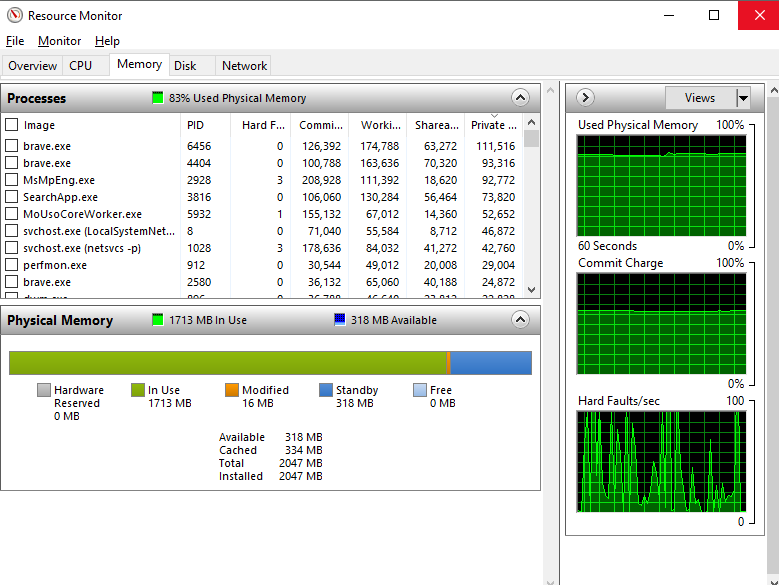 Resource Monitor
File Monitor Help
Overview CPU Memory Disk Network
Processes 83% Used Physical Memory
Image PID Hard F... Commi... Worki... Sharea... Private ...
brave.exe 6456 0 126,392 174,788 63,272 111,516
brave.exe 4404 0 100,788 163,636 70,320 93,316
MsMpEng.exe 2928 3 208,928 111,392 18,620 92,772
SearchApp.exe 3816 0 106,060 130,284 56,464 73,820
MoUsoCoreWorker.exe 5932 1 155,132 67,012 14,360 52,652
svchost.exe (LocalSystemNet... 8 0 71,040 55,584 8,712 46,872
svchost.exe (netsvcs -p) 1028 3 178,636 84,032 41,272 42,760
perfmon.exe 912 0 30,544 49,012 20,008 29,004
brave.exe 2580 0 36,132 65,060 40,188 24,872
Physical Memory 1713 MB In Use 318 MB Available
Hardware Reserved 0 MB
In Use 1713 MB
Modified 16 MB
Standby 318 MB
Free 0 MB
Available 318 MB
Cached 334 MB
Total 2047 MB
Installed 2047 MB
Views
Used Physical Memory 100%
60 Seconds 0%
Commit Charge 100%
0%
Hard Faults/sec 100
0